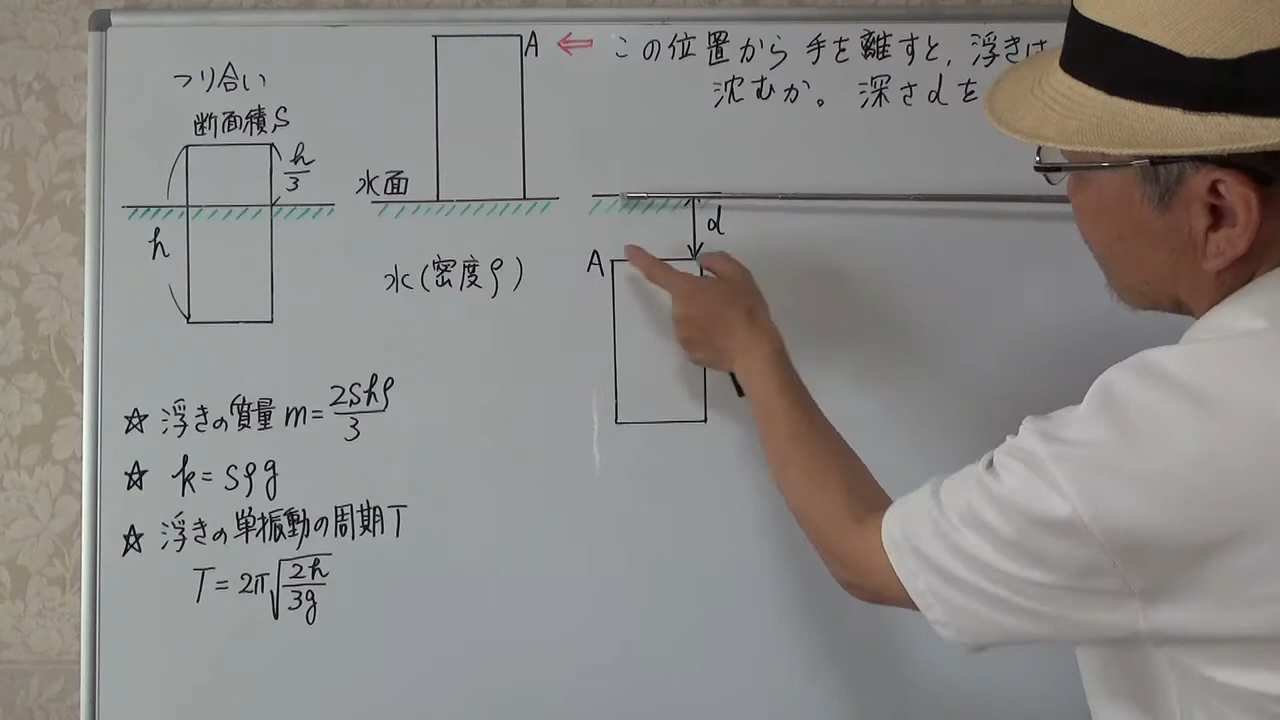 つり合い
断面積S
h/3
h
A
水面
水(密度ρ)
⇐ この位置から手を離すと、浮きは
沈むか。深さdを
d
A
☆ 浮きの質量 m=2Shρ/3
☆ k=Sρg
☆ 浮きの単振動の周期T
T=2π√(2h/3g)